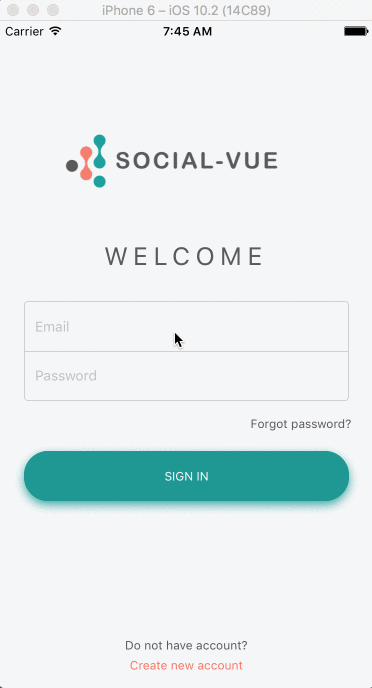 iPhone 6 – iOS 10.2 (14C89)
Carrier 7:45 AM
SOCIAL-VUE
WELCOME
Email
Password
Forgot password?
SIGN IN
Do not have account?
Create new account